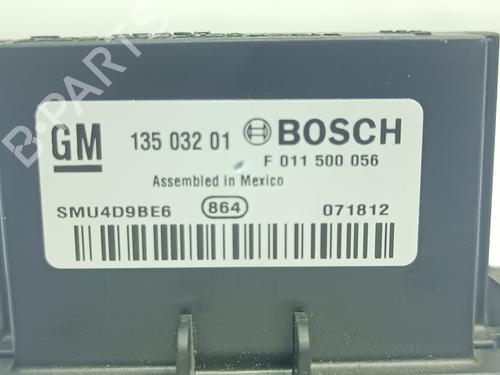 B-PARTS
GM 135 032 01 BOSCH
F 011 500 056
Assembled in Mexico
SMU4D9BE6 864 071812